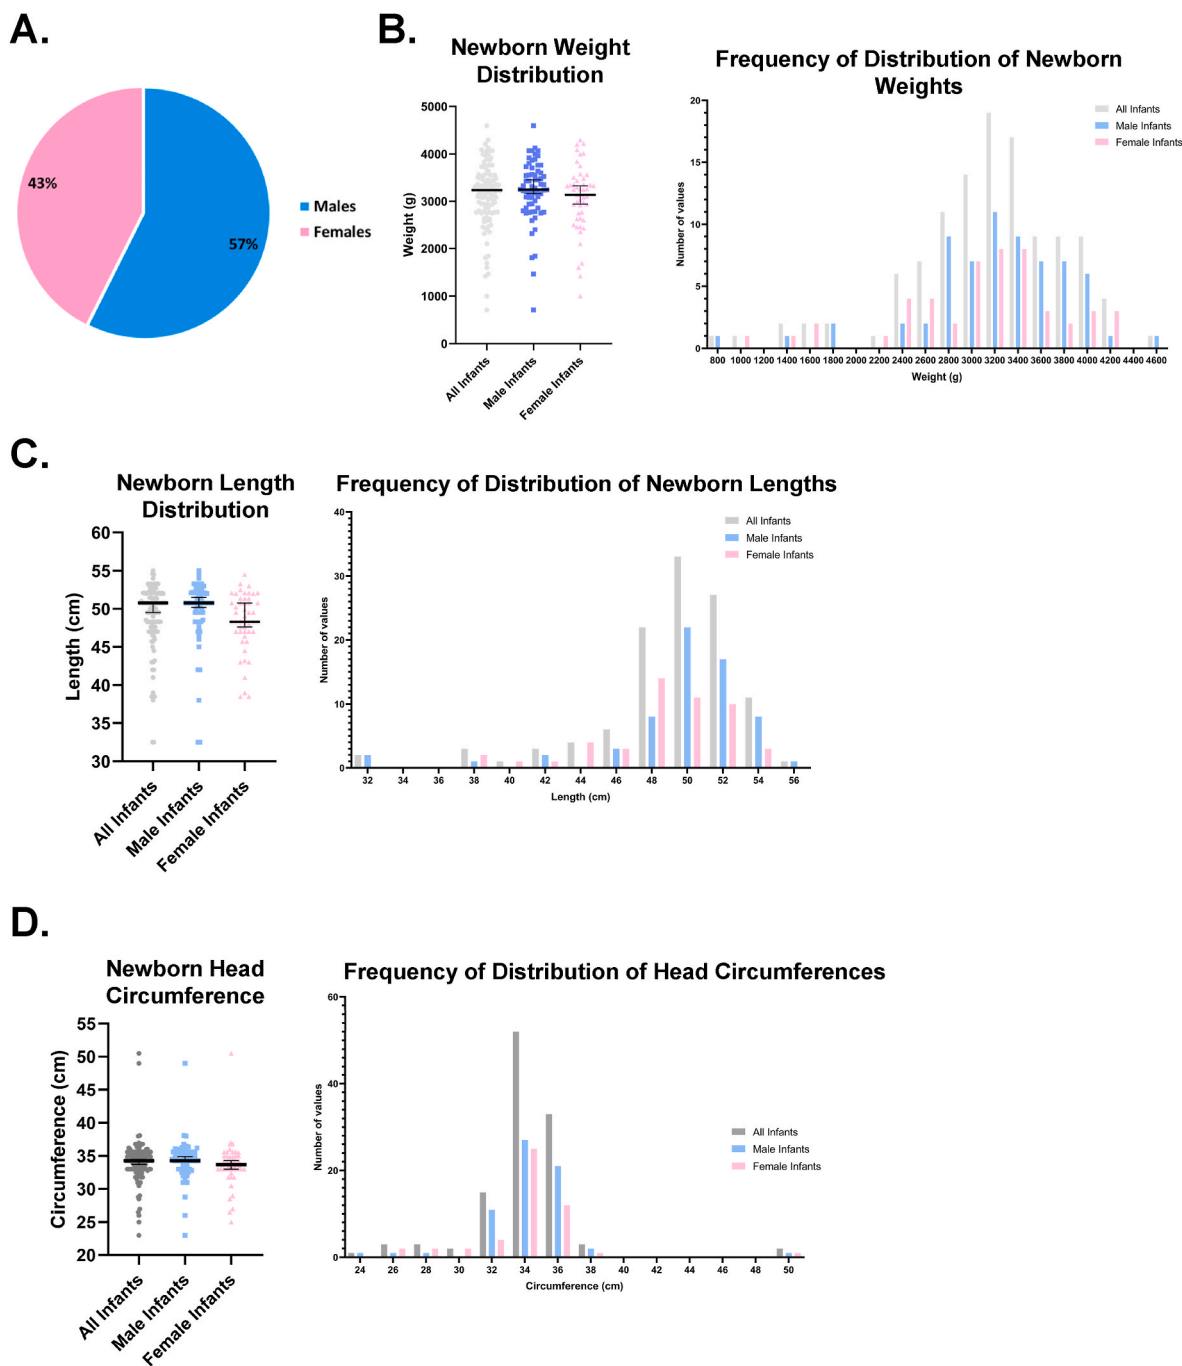 A.
43%
57%
Males
Females
B.
Newborn Weight
Distribution
5000
4000
3000
2000
1000
0
Weight (g)
All Infants
Male Infants
Female Infants
Frequency of Distribution of Newborn
Weights
All Infants
Male Infants
Female Infants
20
15
10
5
0
Number of values
800 1000 1200 1400 1600 1800 2000 2200 2400 2600 2800 3000 3200 3400 3600 3800 4000 4200 4400 4600
Weight (g)
C.
Newborn Length
Distribution
60
55
50
45
40
35
30
Length (cm)
All Infants
Male Infants
Female Infants
Frequency of Distribution of Newborn Lengths
All Infants
Male Infants
Female Infants
40
30
20
10
0
Number of values
32 34 36 38 40 42 44 46 48 50 52 54 56
Length (cm)
D.
Newborn Head
Circumference
55
50
45
40
35
30
25
20
Circumference (cm)
All Infants
Male Infants
Female Infants
Frequency of Distribution of Head Circumferences
60
40
20
0
Number of values
All Infants
Male Infants
Female Infants
24 26 28 30 32 34 36 38 40 42 44 46 48 50
Circumference (cm)